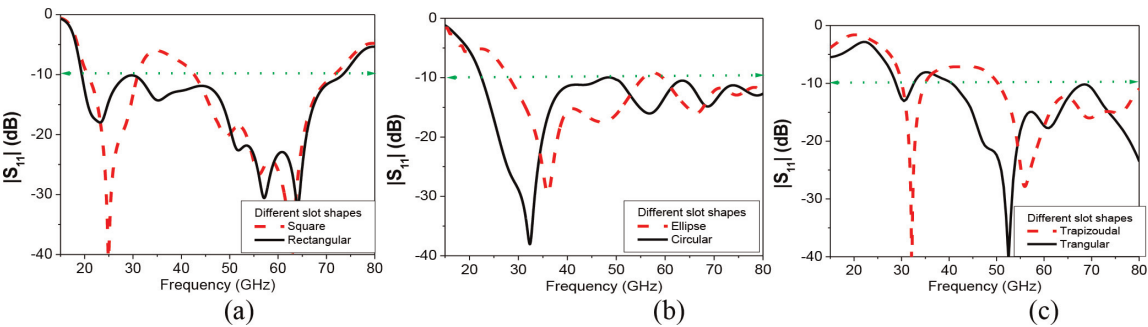 0
-10
-20
-30
-40
|S11| (dB)
20 30 40 50 60 70 80
Frequency (GHz)
Different slot shapes
Square
Rectangular
(a)
0
-10
-20
-30
-40
|S11| (dB)
20 30 40 50 60 70 80
Frequency (GHz)
Different slot shapes
Ellipse
Circular
(b)
0
-10
-20
-30
-40
|S11| (dB)
20 30 40 50 60 70 80
Frequency (GHz)
Different slot shapes
Trapizoudal
Trangular
(c)